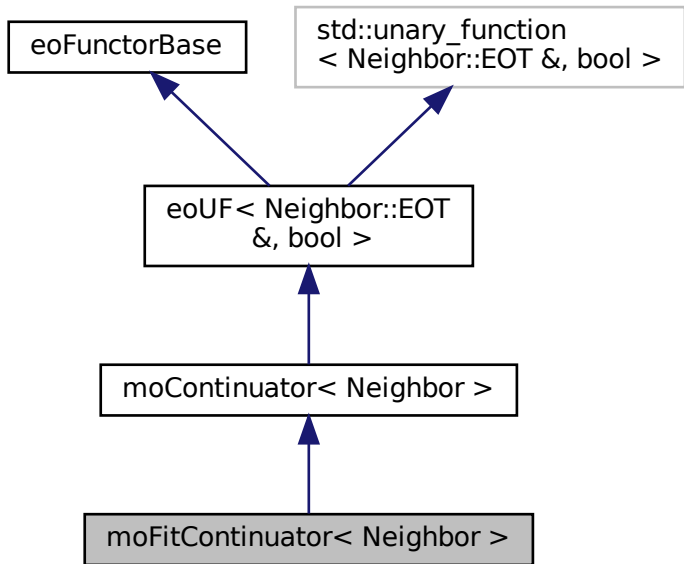 eoFunctorBase
std::unary_function
< Neighbor::EOT &, bool >
eoUF< Neighbor::EOT
&, bool >
moContinuator< Neighbor >
moFitContinuator< Neighbor >